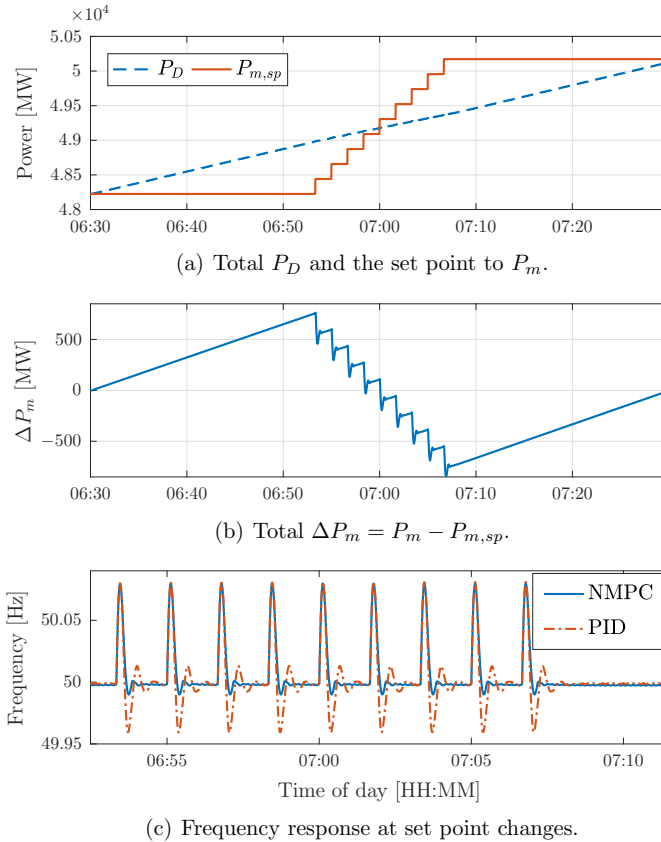 ×10⁴
5.05
5
4.95
4.9
4.85
4.8
Power [MW]
P_D P_{m,sp}
06:30 06:40 06:50 07:00 07:10 07:20
(a) Total P_D and the set point to P_m.
500
0
−500
ΔP_m [MW]
06:30 06:40 06:50 07:00 07:10 07:20
(b) Total ΔP_m = P_m − P_{m,sp}.
50.05
50
49.95
Frequency [Hz]
NMPC
PID
06:55 07:00 07:05 07:10
Time of day [HH:MM]
(c) Frequency response at set point changes.